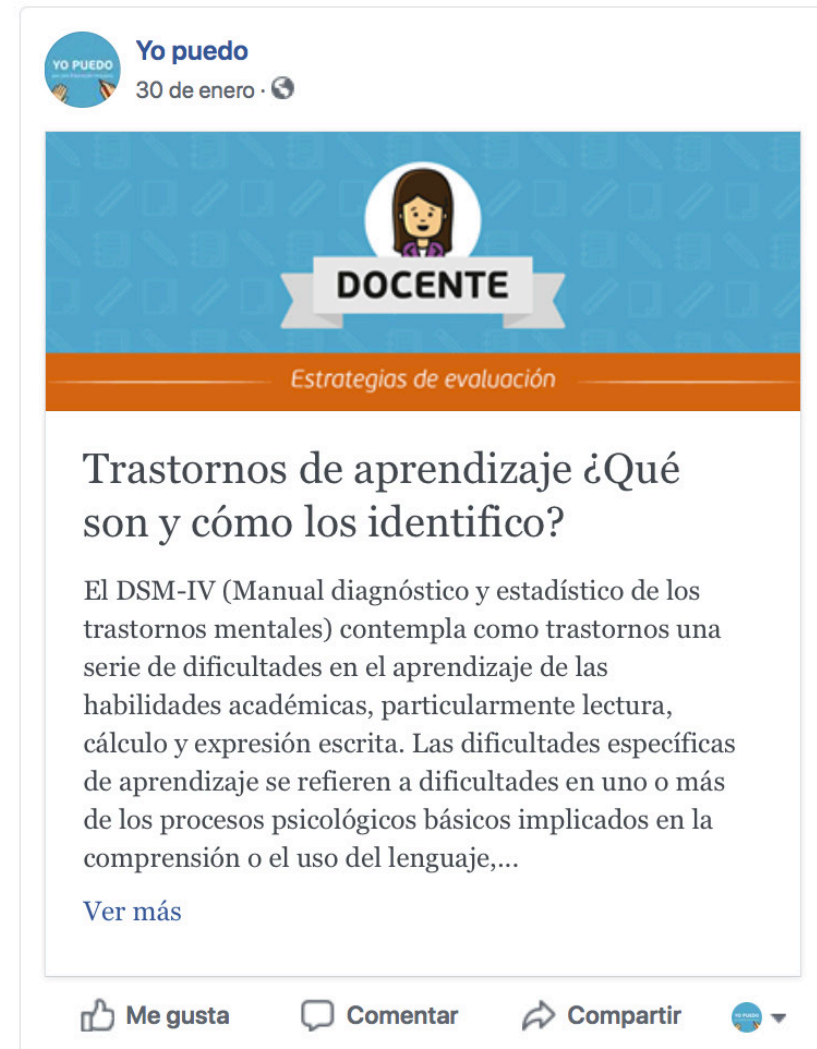 YO PUEDO
Yo puedo
30 de enero ·
DOCENTE
Estrategias de evaluación
Trastornos de aprendizaje ¿Qué
son y cómo los identifico?
El DSM-IV (Manual diagnóstico y estadístico de los
trastornos mentales) contempla como trastornos una
serie de dificultades en el aprendizaje de las
habilidades académicas, particularmente lectura,
cálculo y expresión escrita. Las dificultades específicas
de aprendizaje se refieren a dificultades en uno o más
de los procesos psicológicos básicos implicados en la
comprensión o el uso del lenguaje,...
Ver más
Me gusta Comentar Compartir YO PUEDO